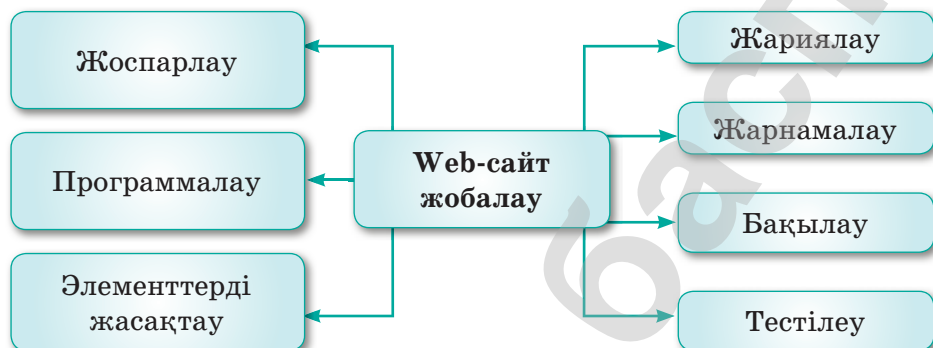 Жоспарлау
Программалау
Элементтерді
жасақтау
Web-сайт
жобалау
Жариялау
Жарнамалау
Бақылау
Тестілеу